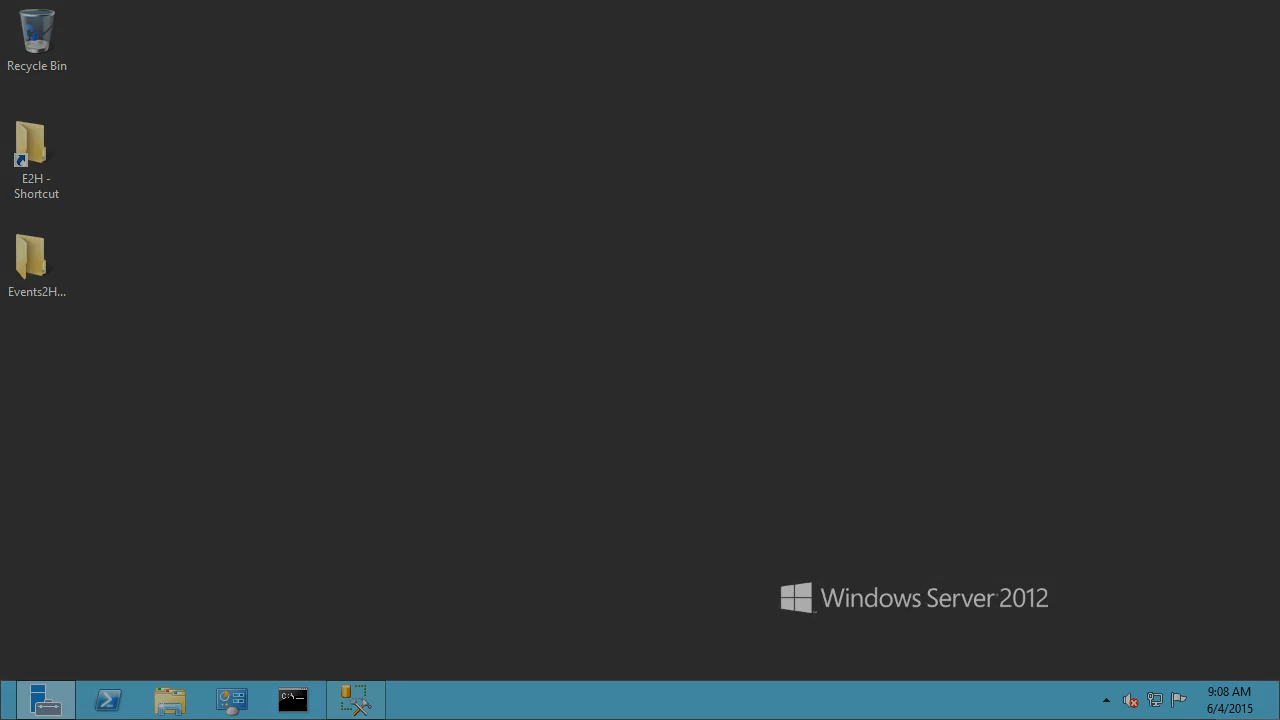 Recycle Bin
E2H -
Shortcut
Events2H...
Windows Server 2012
C:\.
9:08 AM
6/4/2015